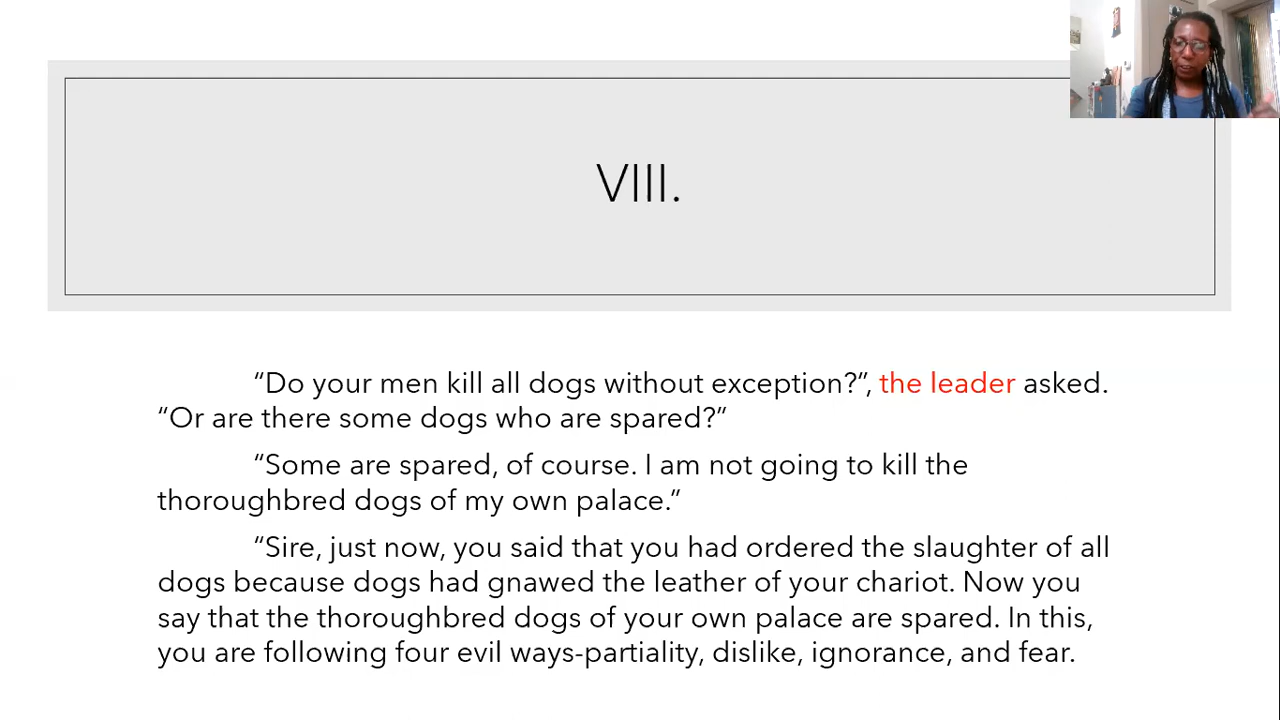 VIII.
“Do your men kill all dogs without exception?”, the leader asked.
“Or are there some dogs who are spared?”
“Some are spared, of course. I am not going to kill the
thoroughbred dogs of my own palace.”
“Sire, just now, you said that you had ordered the slaughter of all
dogs because dogs had gnawed the leather of your chariot. Now you
say that the thoroughbred dogs of your own palace are spared. In this,
you are following four evil ways-partiality, dislike, ignorance, and fear.